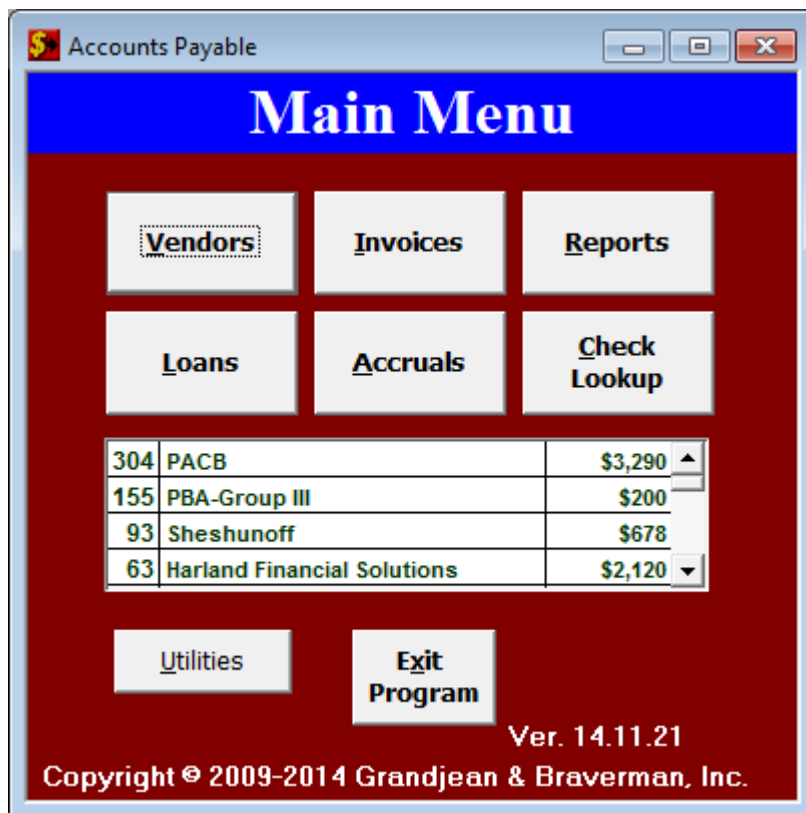 Accounts Payable
Main Menu
Vendors
Invoices
Reports
Loans
Accruals
Check
Lookup
304 PACB $3,290
155 PBA-Group III $200
93 Sheshunoff $678
63 Harland Financial Solutions $2,120
Utilities
Exit
Program
Ver. 14.11.21
Copyright © 2009-2014 Grandjean & Braverman, Inc.